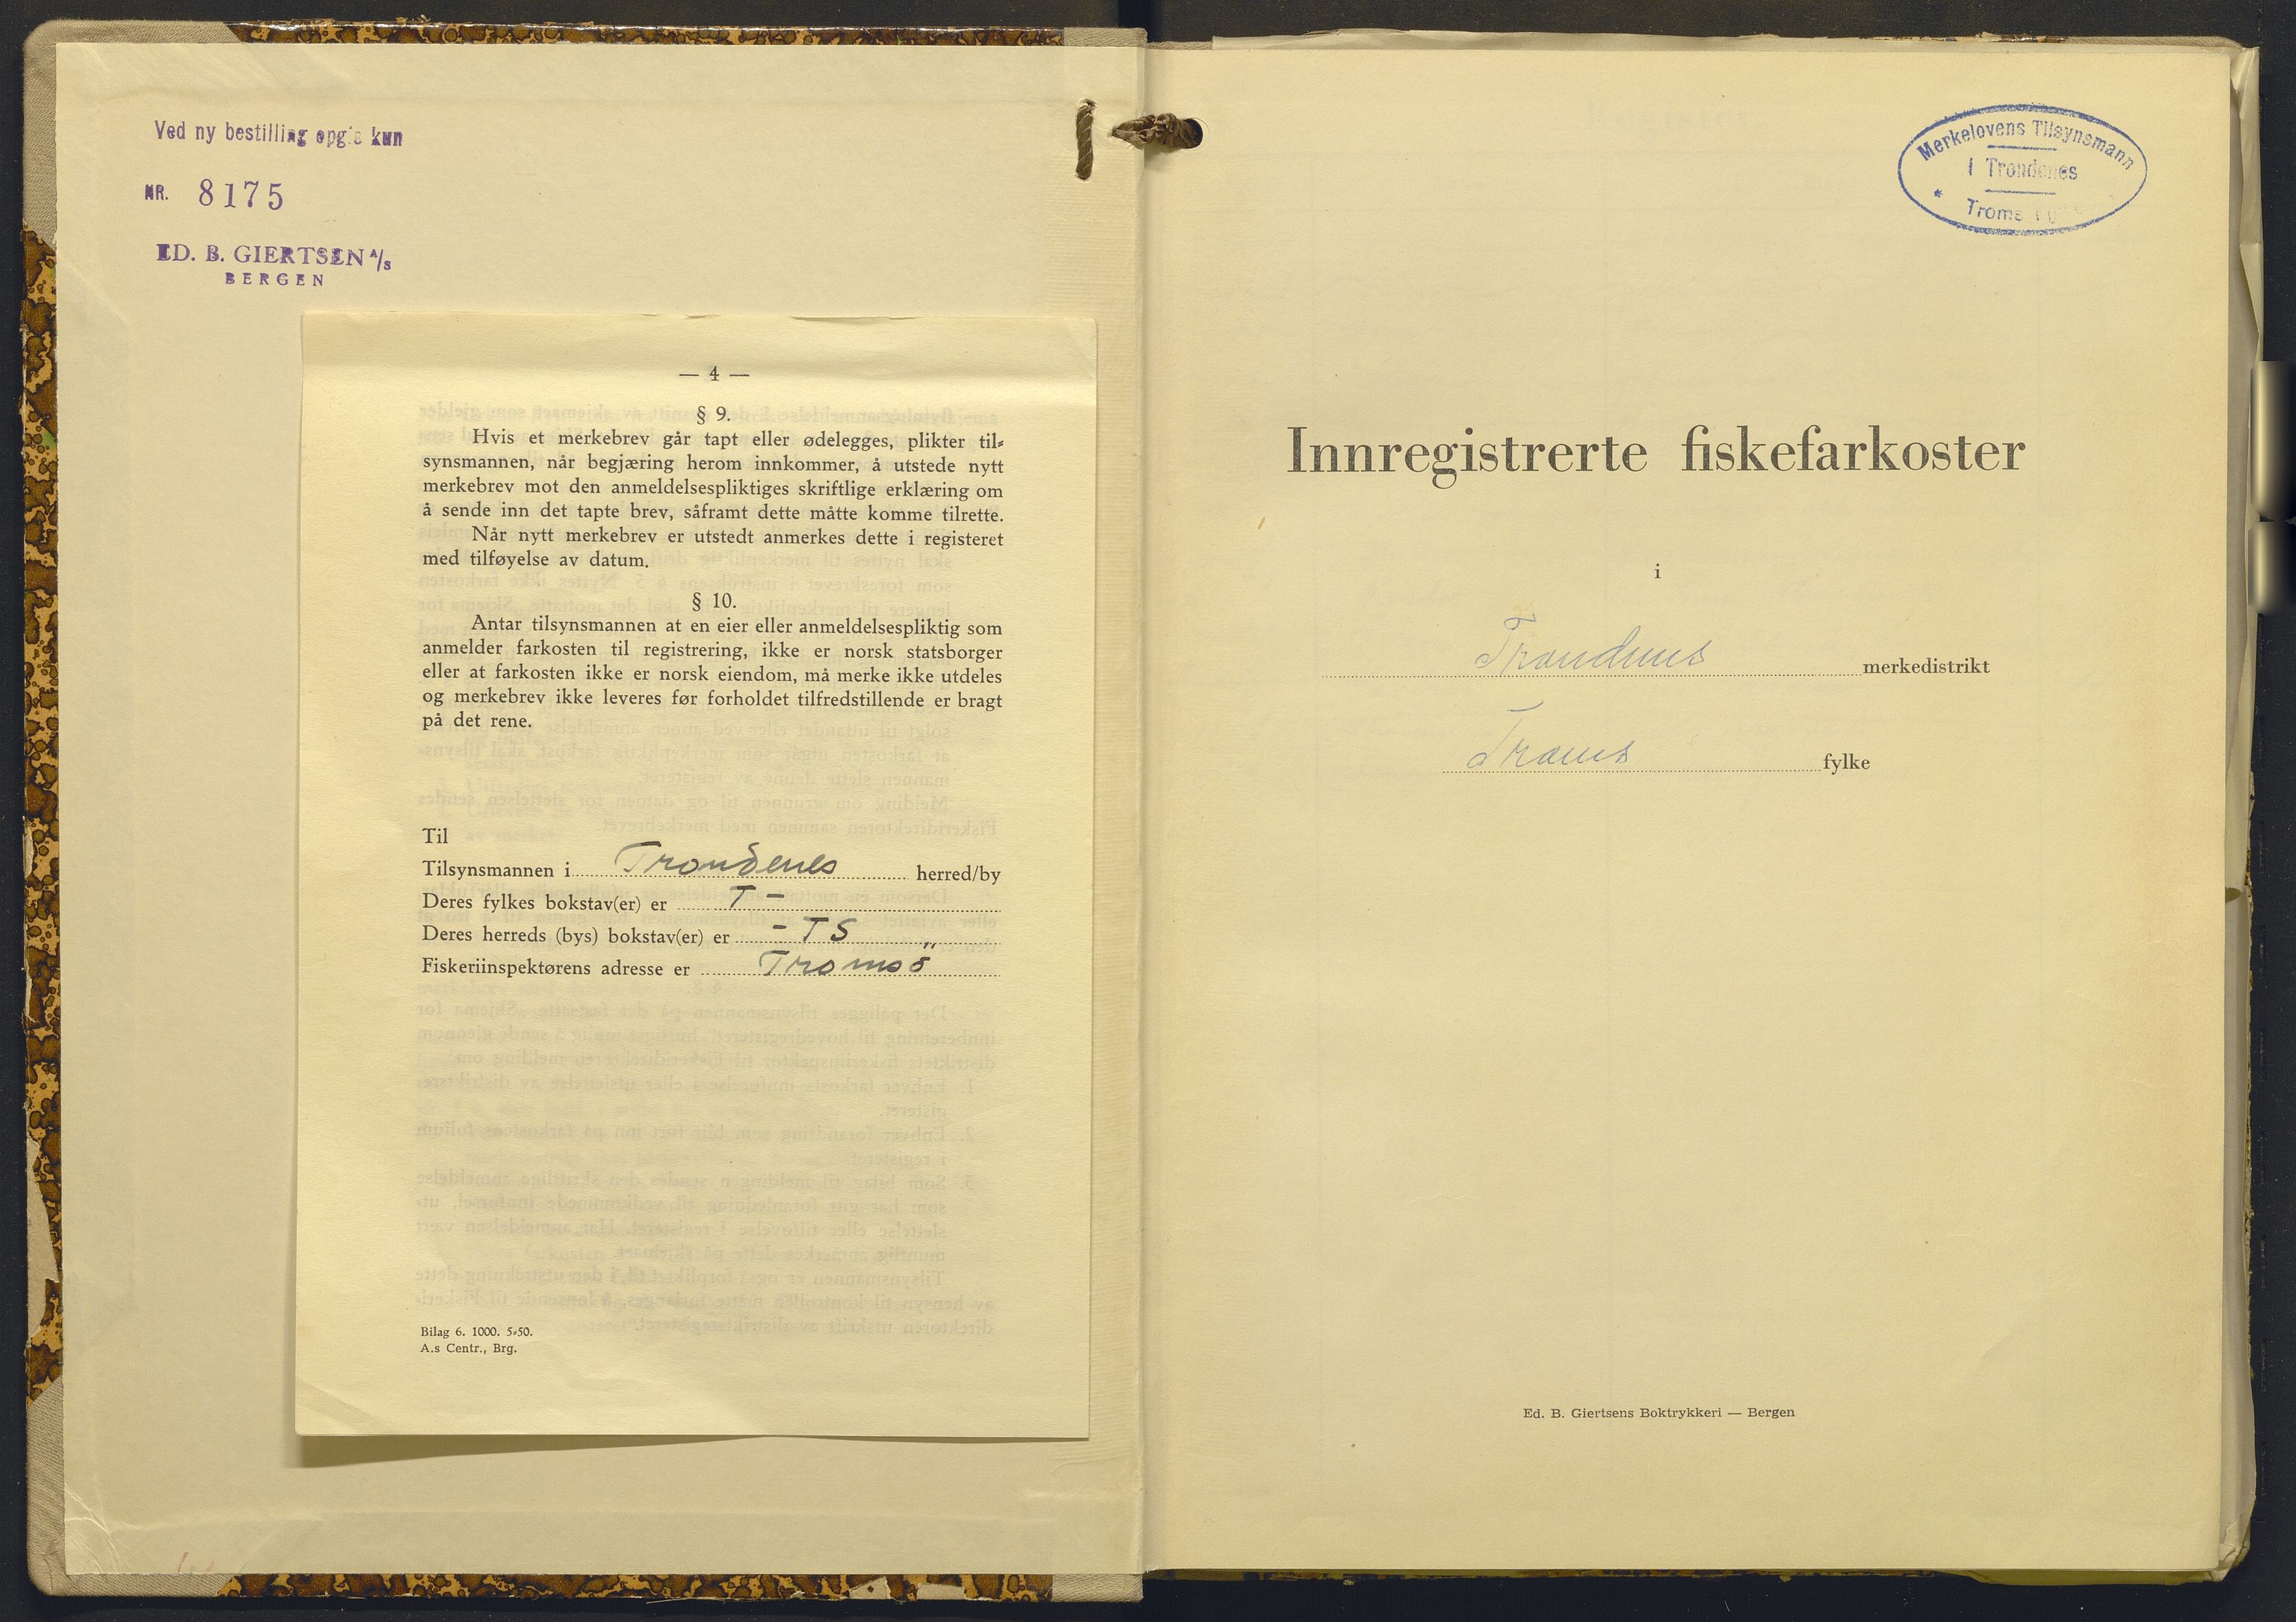 Ved ny bestilling opgis kun
NR. 8175
ED. B. GIERTSEN A/S
BERGEN
— 4 —
§ 9.
Hvis et merkebrev går tapt eller ødelegges, plikter til-
synsmannen, når begjæring herom innkommer, å utstede nytt
merkebrev mot den anmeldelsespliktiges skriftlige erklæring om
å sende inn det tapte brev, såframt dette måtte komme tilrette.
Når nytt merkebrev er utstedt anmerkes dette i registeret
med tilføyelse av datum.
§ 10.
Antar tilsynsmannen at en eier eller anmeldelsespliktig som
anmelder farkosten til registrering, ikke er norsk statsborger
eller at farkosten ikke er norsk eiendom, må merke ikke utdeles
og merkebrev ikke leveres før forholdet tilfredstillende er bragt
på det rene.
Til
Tilsynsmannen i Trondenes herred/by
Deres fylkes bokstav(er) er T -
Deres herreds (bys) bokstav(er) er - TS
Fiskeriinspektørens adresse er Tromsö
Bilag 6. 1000. 5-50.
A.s Centr., Brg.
Merkelovens Tilsynsmann
i Trondenes
* Troms
Innregistrerte fiskefarkoster
i
Trondenes merkedistrikt
Troms fylke
Ed. B. Giertsens Boktrykkeri — Bergen